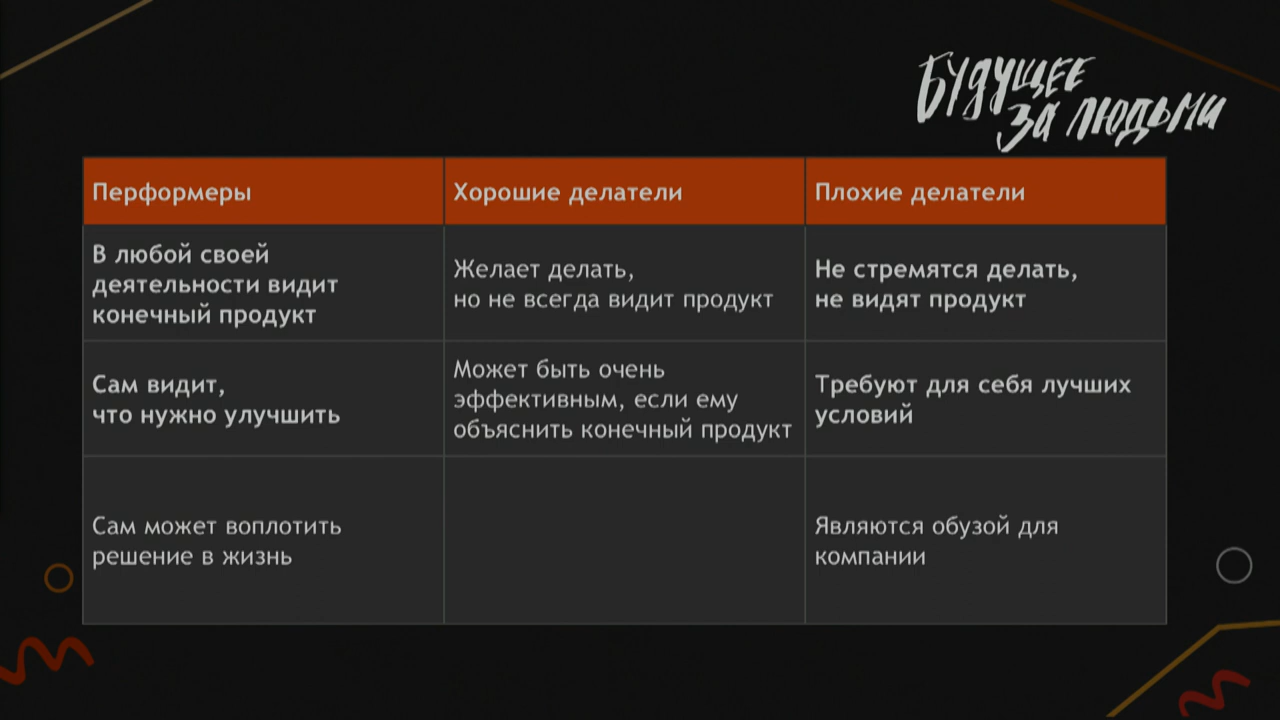 Будущее
за людьми
Перформеры
Хорошие делатели
Плохие делатели
В любой своей
деятельности видит
конечный продукт
Желает делать,
но не всегда видит продукт
Не стремятся делать,
не видят продукт
Сам видит,
что нужно улучшить
Может быть очень
эффективным, если ему
объяснить конечный продукт
Требуют для себя лучших
условий
Сам может воплотить
решение в жизнь
Являются обузой для
компании